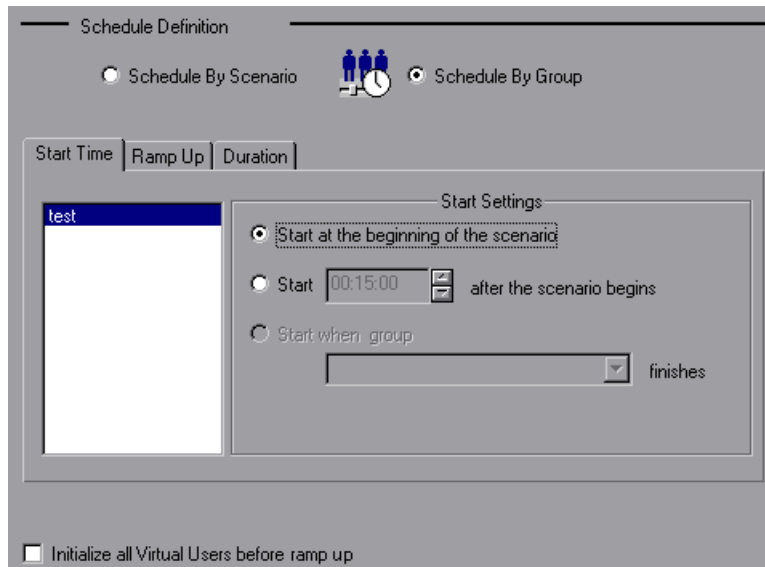 Schedule Definition
Schedule By Scenario
Schedule By Group
Start Time
Ramp Up
Duration
test
Start Settings
Start at the beginning of the scenario
Start 00:15:00 after the scenario begins
Start when group
finishes
Initialize all Virtual Users before ramp up